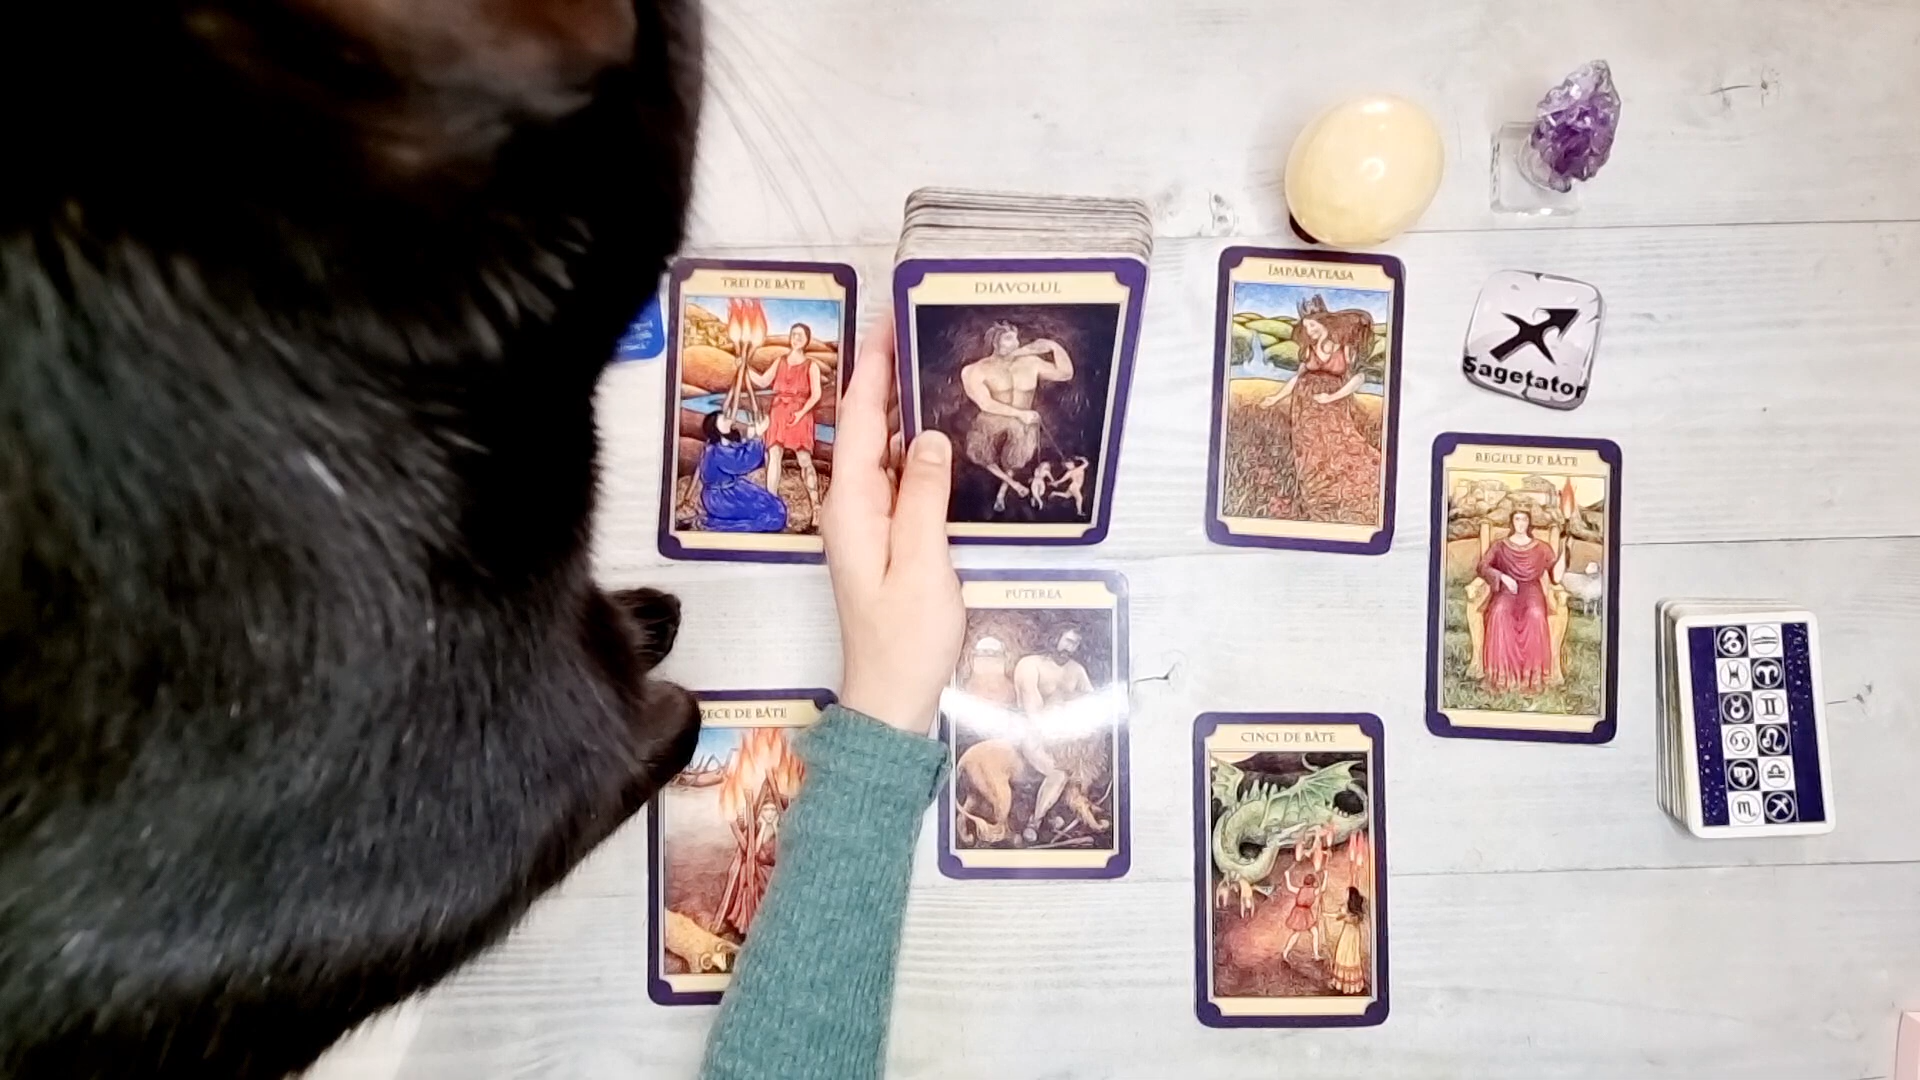 TREI DE BÂTE
DIAVOLUL
ÎMPĂRĂTEASA
Sagetator
REGELE DE BÂTE
PUTEREA
ZECE DE BÂTE
CINCI DE BÂTE